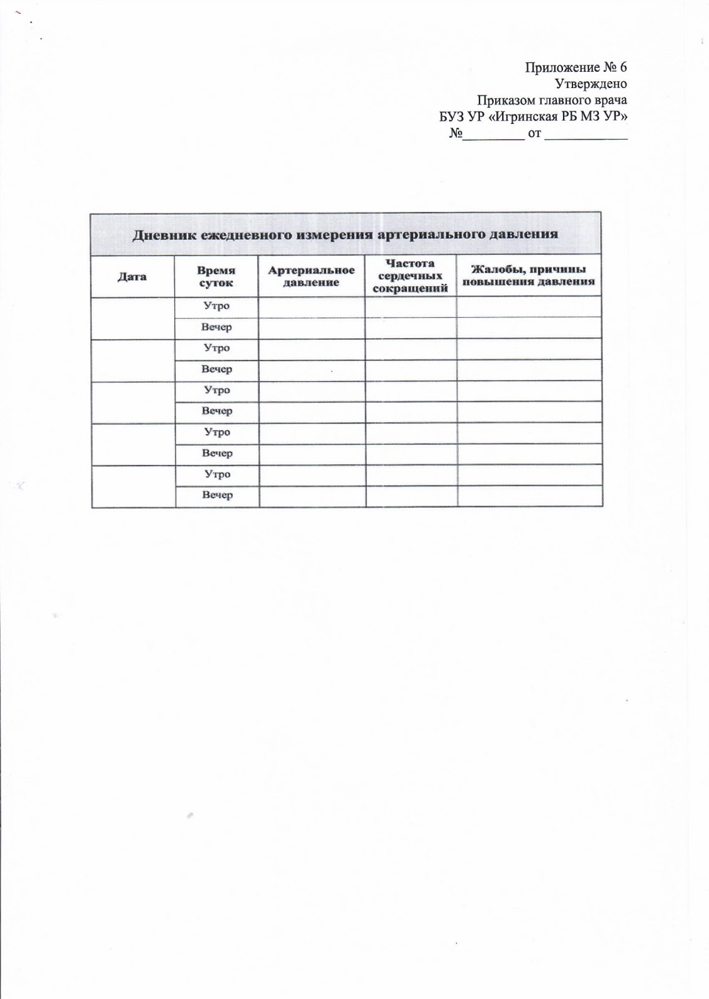 Приложение № 6
Утверждено
Приказом главного врача
БУЗ УР «Игринская РБ МЗ УР»
№_________ от ____________
Дневник ежедневного измерения артериального давления
Дата
Время
суток
Артериальное
давление
Частота
сердечных
сокращений
Жалобы, причины
повышения давления
Утро
Вечер
Утро
Вечер
Утро
Вечер
Утро
Вечер
Утро
Вечер